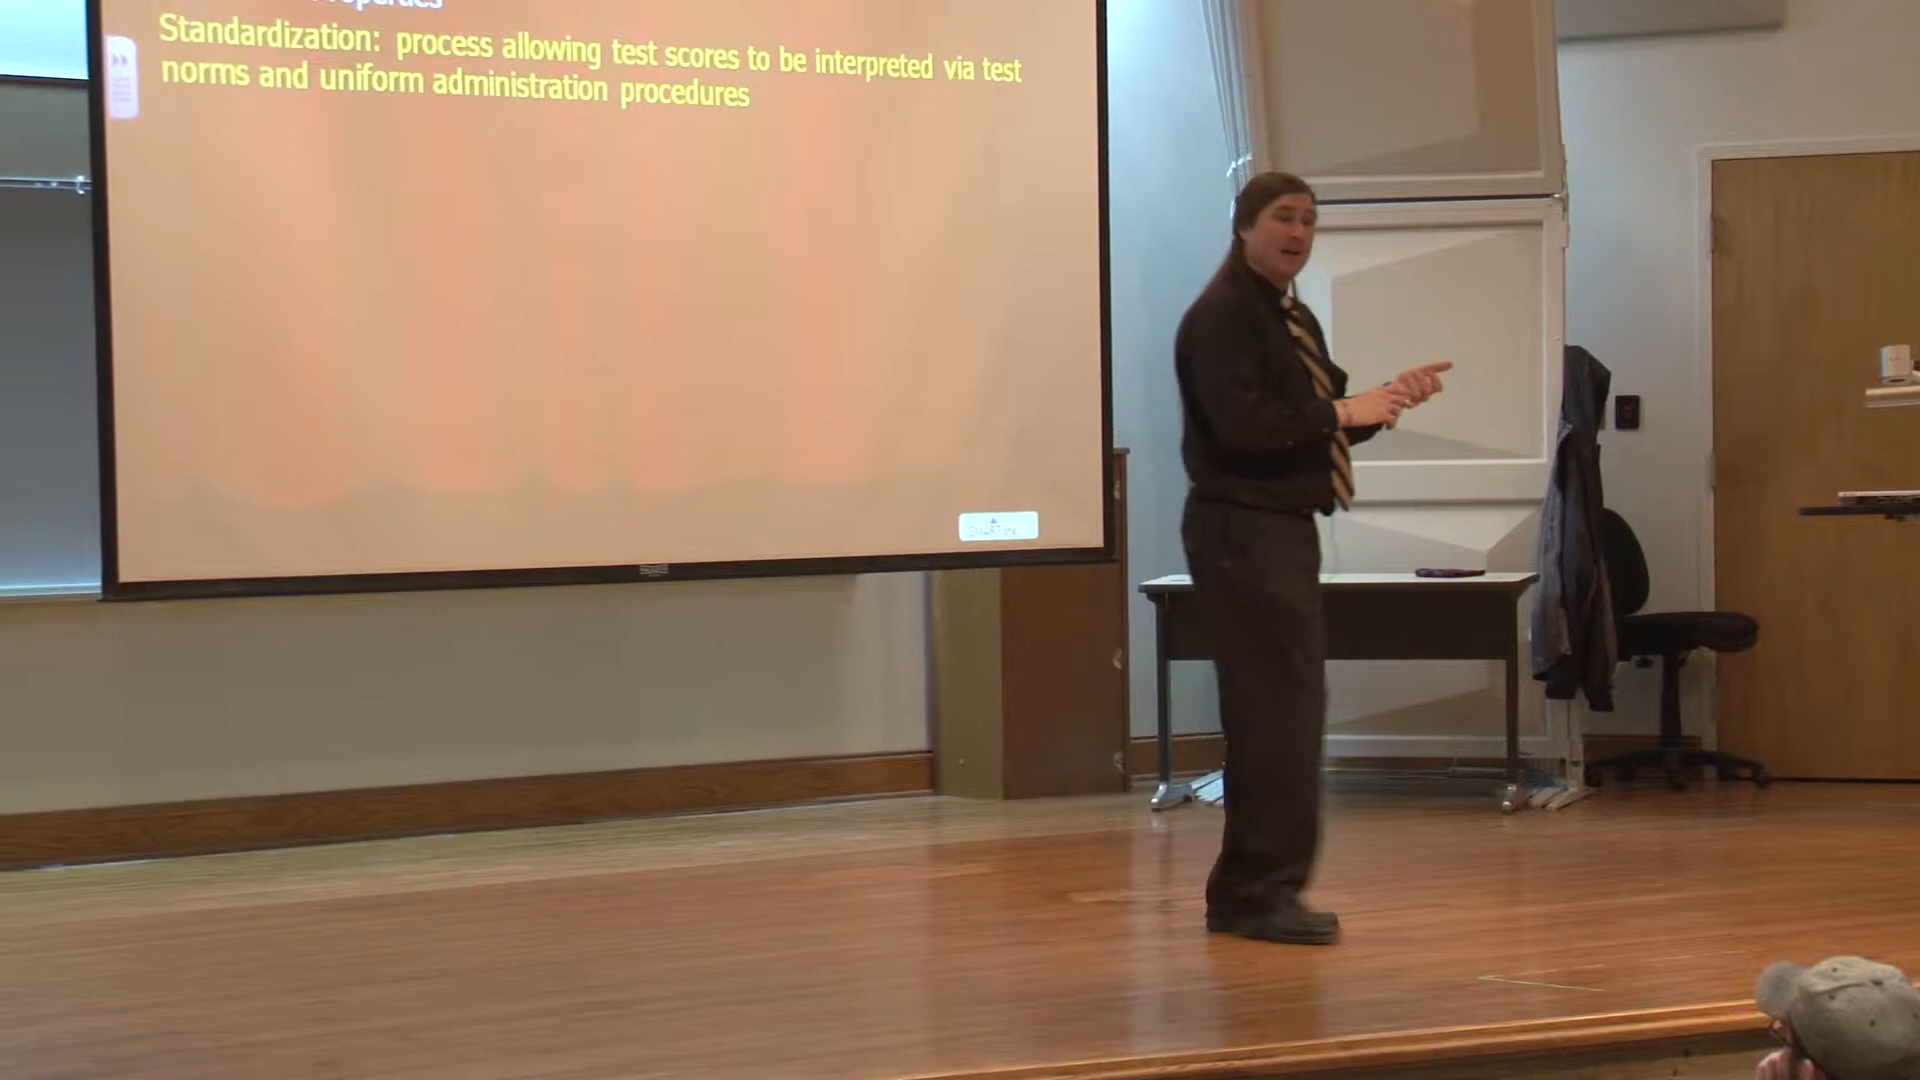 Standardization: process allowing test scores to be interpreted via test
norms and uniform administration procedures